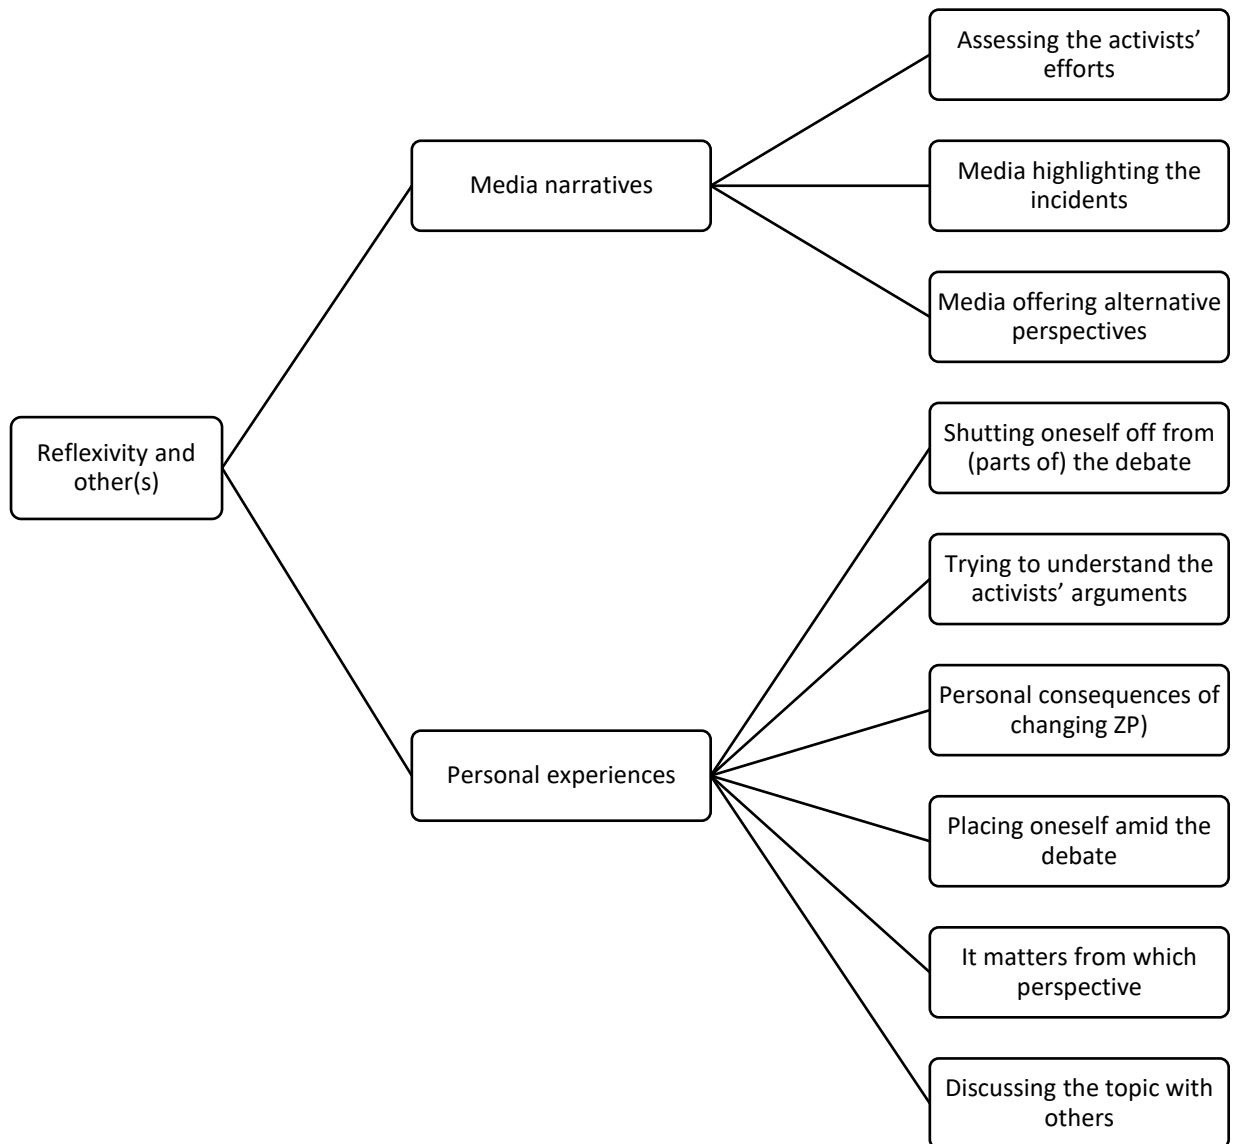 Assessing the activists’
efforts
Media narratives
Media highlighting the
incidents
Media offering alternative
perspectives
Reflexivity and
other(s)
Shutting oneself off from
(parts of) the debate
Trying to understand the
activists’ arguments
Personal consequences of
changing ZP)
Personal experiences
Placing oneself amid the
debate
It matters from which
perspective
Discussing the topic with
others